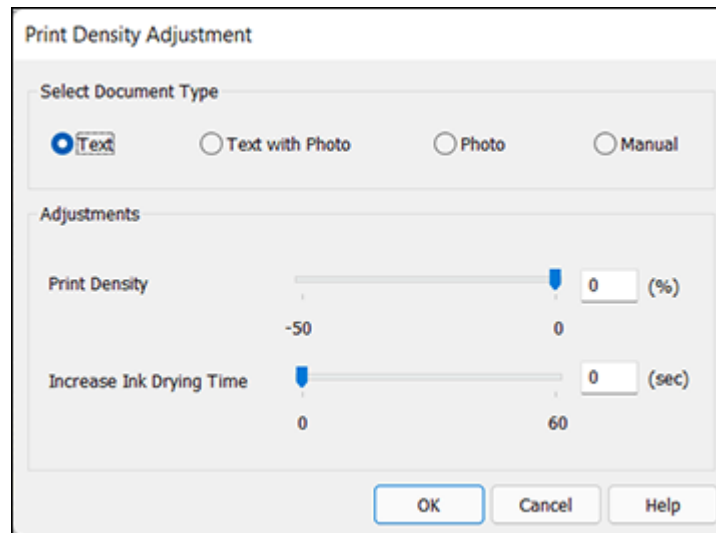 Print Density Adjustment
Select Document Type
Text Text with Photo Photo Manual
Adjustments
Print Density 0 (%)
-50 0
Increase Ink Drying Time 0 (sec)
0 60
OK Cancel Help